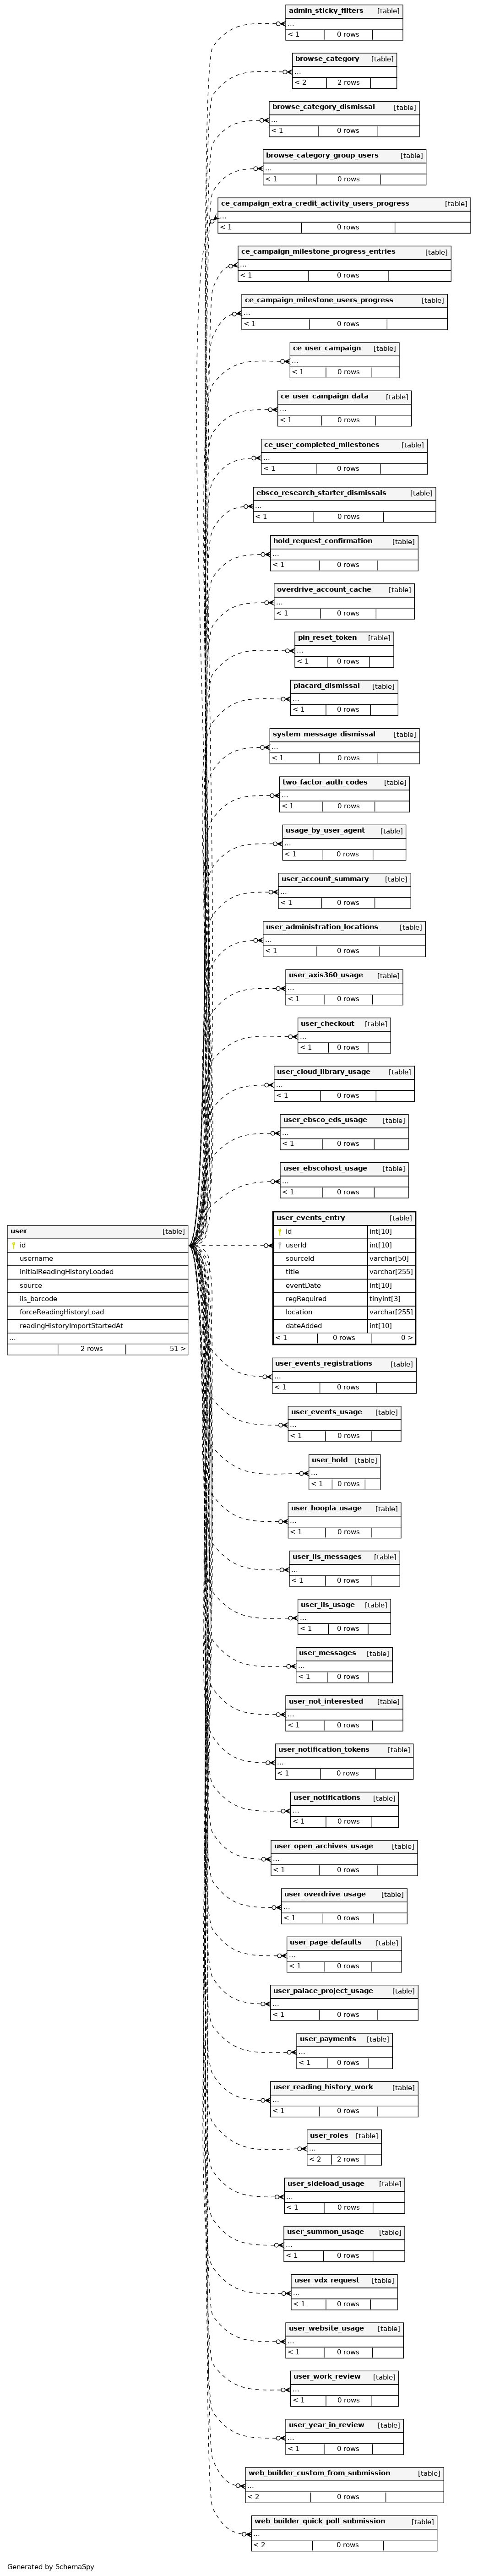 admin_sticky_filters [table]
...
< 1 0 rows
browse_category [table]
...
< 2 2 rows
browse_category_dismissal [table]
...
< 1 0 rows
browse_category_group_users [table]
...
< 1 0 rows
ce_campaign_extra_credit_activity_users_progress [table]
...
< 1 0 rows
ce_campaign_milestone_progress_entries [table]
...
< 1 0 rows
ce_campaign_milestone_users_progress [table]
...
< 1 0 rows
ce_user_campaign [table]
...
< 1 0 rows
ce_user_campaign_data [table]
...
< 1 0 rows
ce_user_completed_milestones [table]
...
< 1 0 rows
ebsco_research_starter_dismissals [table]
...
< 1 0 rows
hold_request_confirmation [table]
...
< 1 0 rows
overdrive_account_cache [table]
...
< 1 0 rows
pin_reset_token [table]
...
< 1 0 rows
placard_dismissal [table]
...
< 1 0 rows
system_message_dismissal [table]
...
< 1 0 rows
two_factor_auth_codes [table]
...
< 1 0 rows
usage_by_user_agent [table]
...
< 1 0 rows
user_account_summary [table]
...
< 1 0 rows
user_administration_locations [table]
...
< 1 0 rows
user_axis360_usage [table]
...
< 1 0 rows
user_checkout [table]
...
< 1 0 rows
user_cloud_library_usage [table]
...
< 1 0 rows
user_ebsco_eds_usage [table]
...
< 1 0 rows
user_ebscohost_usage [table]
...
< 1 0 rows
user [table]
id
username
initialReadingHistoryLoaded
source
ils_barcode
forceReadingHistoryLoad
readingHistoryImportStartedAt
...
2 rows 51 >
user_events_entry [table]
id int[10]
userId int[10]
sourceId varchar[50]
title varchar[255]
eventDate int[10]
regRequired tinyint[3]
location varchar[255]
dateAdded int[10]
< 1 0 rows 0 >
user_events_registrations [table]
...
< 1 0 rows
user_events_usage [table]
...
< 1 0 rows
user_hold [table]
...
< 1 0 rows
user_hoopla_usage [table]
...
< 1 0 rows
user_ils_messages [table]
...
< 1 0 rows
user_ils_usage [table]
...
< 1 0 rows
user_messages [table]
...
< 1 0 rows
user_not_interested [table]
...
< 1 0 rows
user_notification_tokens [table]
...
< 1 0 rows
user_notifications [table]
...
< 1 0 rows
user_open_archives_usage [table]
...
< 1 0 rows
user_overdrive_usage [table]
...
< 1 0 rows
user_page_defaults [table]
...
< 1 0 rows
user_palace_project_usage [table]
...
< 1 0 rows
user_payments [table]
...
< 1 0 rows
user_reading_history_work [table]
...
< 1 0 rows
user_roles [table]
...
< 2 2 rows
user_sideload_usage [table]
...
< 1 0 rows
user_summon_usage [table]
...
< 1 0 rows
user_vdx_request [table]
...
< 1 0 rows
user_website_usage [table]
...
< 1 0 rows
user_work_review [table]
...
< 1 0 rows
user_year_in_review [table]
...
< 1 0 rows
web_builder_custom_from_submission [table]
...
< 2 0 rows
web_builder_quick_poll_submission [table]
...
< 2 0 rows
Generated by SchemaSpy